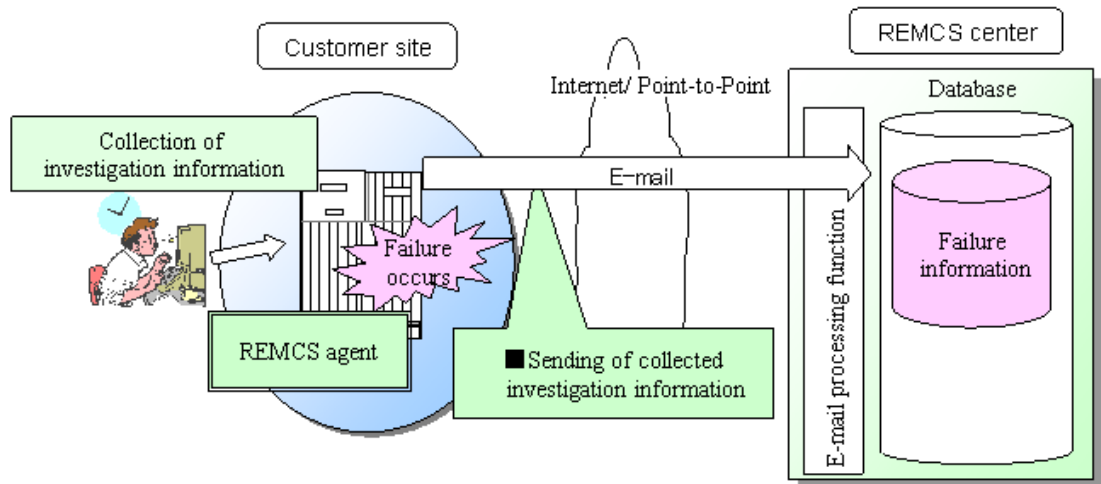 Customer site
REMCS center
Internet/ Point-to-Point
Database
Collection of
investigation information
E-mail
Failure
occurs
Failure
information
E-mail processing function
REMCS agent
■Sending of collected
investigation information